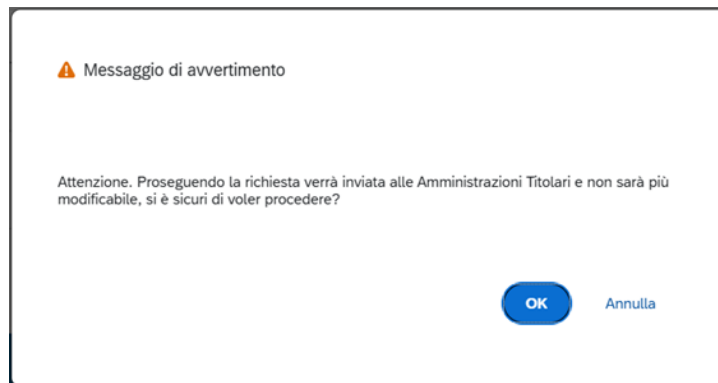 Messaggio di avvertimento
Attenzione. Proseguendo la richiesta verrà inviata alle Amministrazioni Titolari e non sarà più
modificabile, si è sicuri di voler procedere?
OK
Annulla